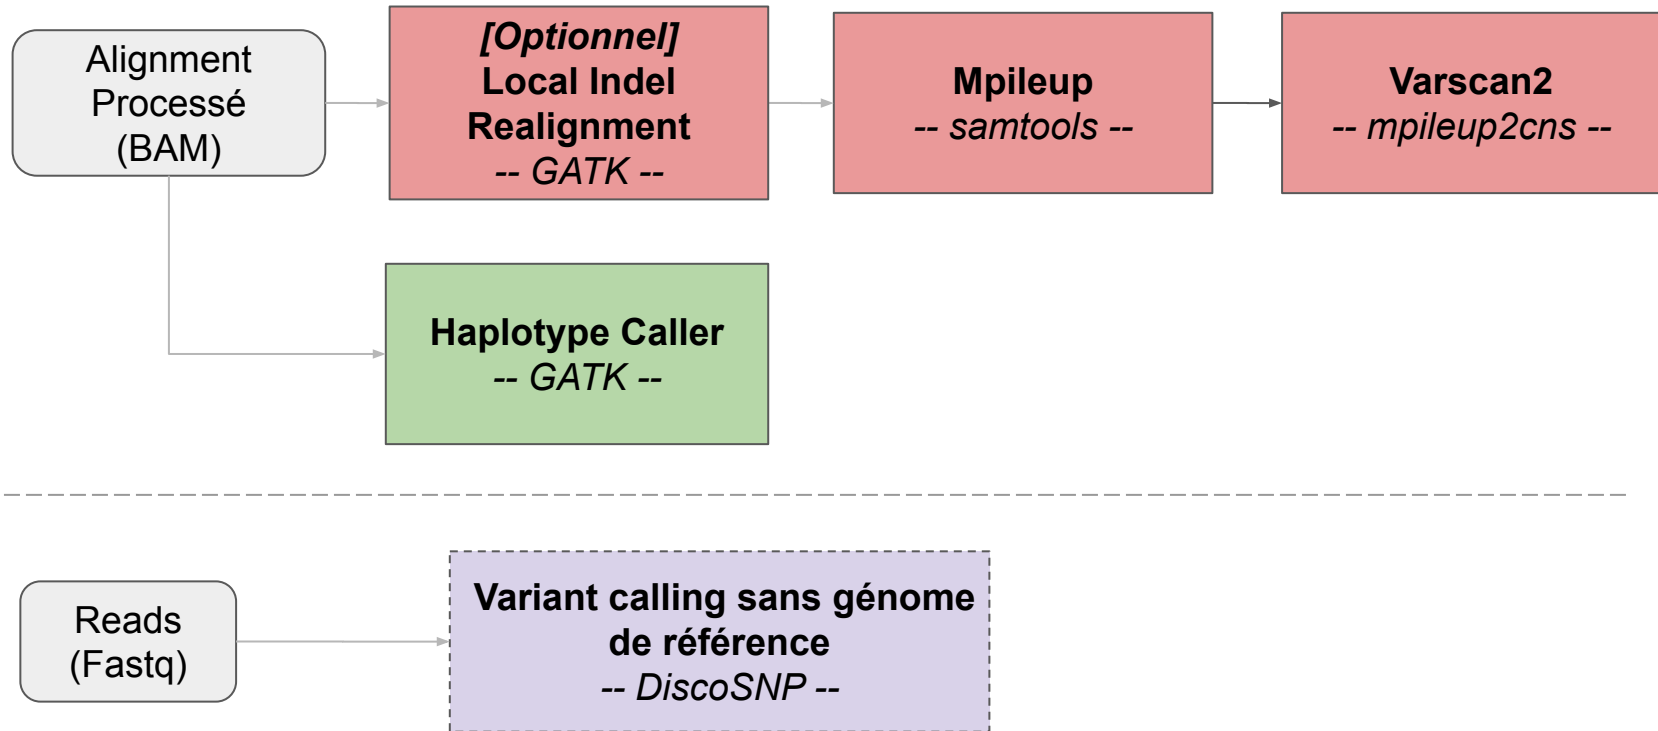 Alignment
Processé
(BAM)
[Optionnel]
Local Indel
Realignment
-- GATK --
Mpileup
-- samtools --
Varscan2
-- mpileup2cns --
Haplotype Caller
-- GATK --
Reads
(Fastq)
Variant calling sans génome
de référence
-- DiscoSNP --